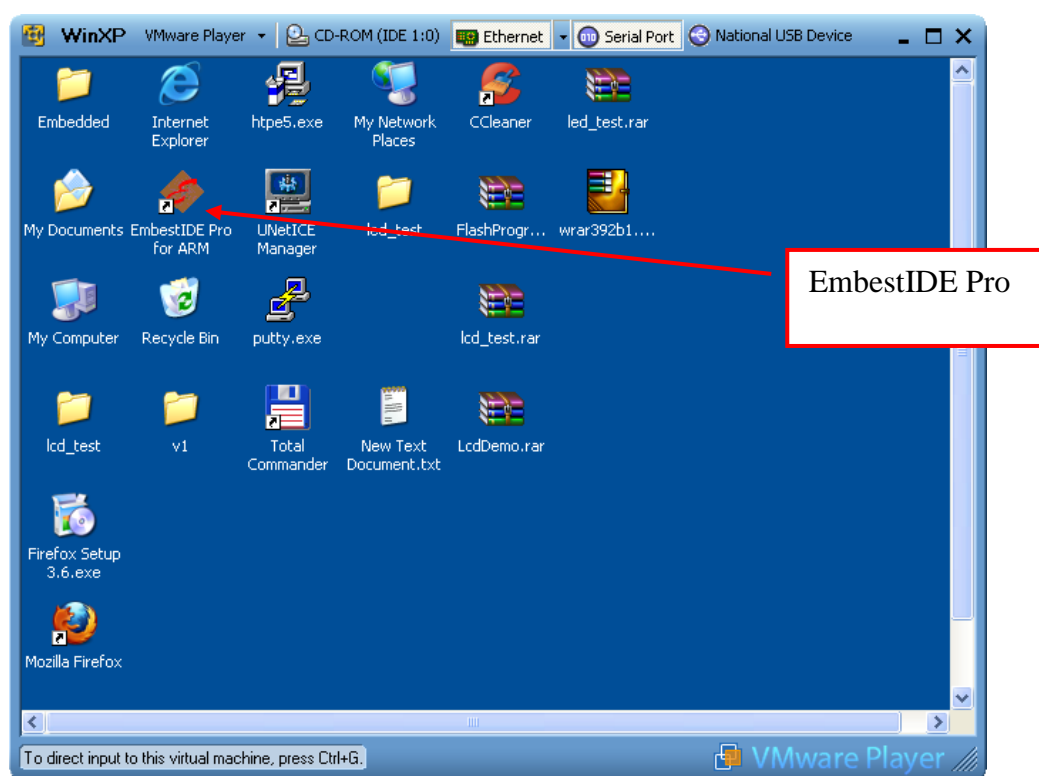 WinXP VMware Player CD-ROM (IDE 1:0) Ethernet Serial Port National USB Device
Embedded
Internet
Explorer
htpe5.exe
My Network
Places
CCleaner
led_test.rar
My Documents
EmbestIDE Pro
for ARM
UNetICE
Manager
lcd_test
FlashProgr...
wrar392b1....
EmbestIDE Pro
My Computer
Recycle Bin
putty.exe
lcd_test.rar
lcd_test
v1
Total
Commander
New Text
Document.txt
LcdDemo.rar
Firefox Setup
3.6.exe
Mozilla Firefox
To direct input to this virtual machine, press Ctrl+G.
VMware Player